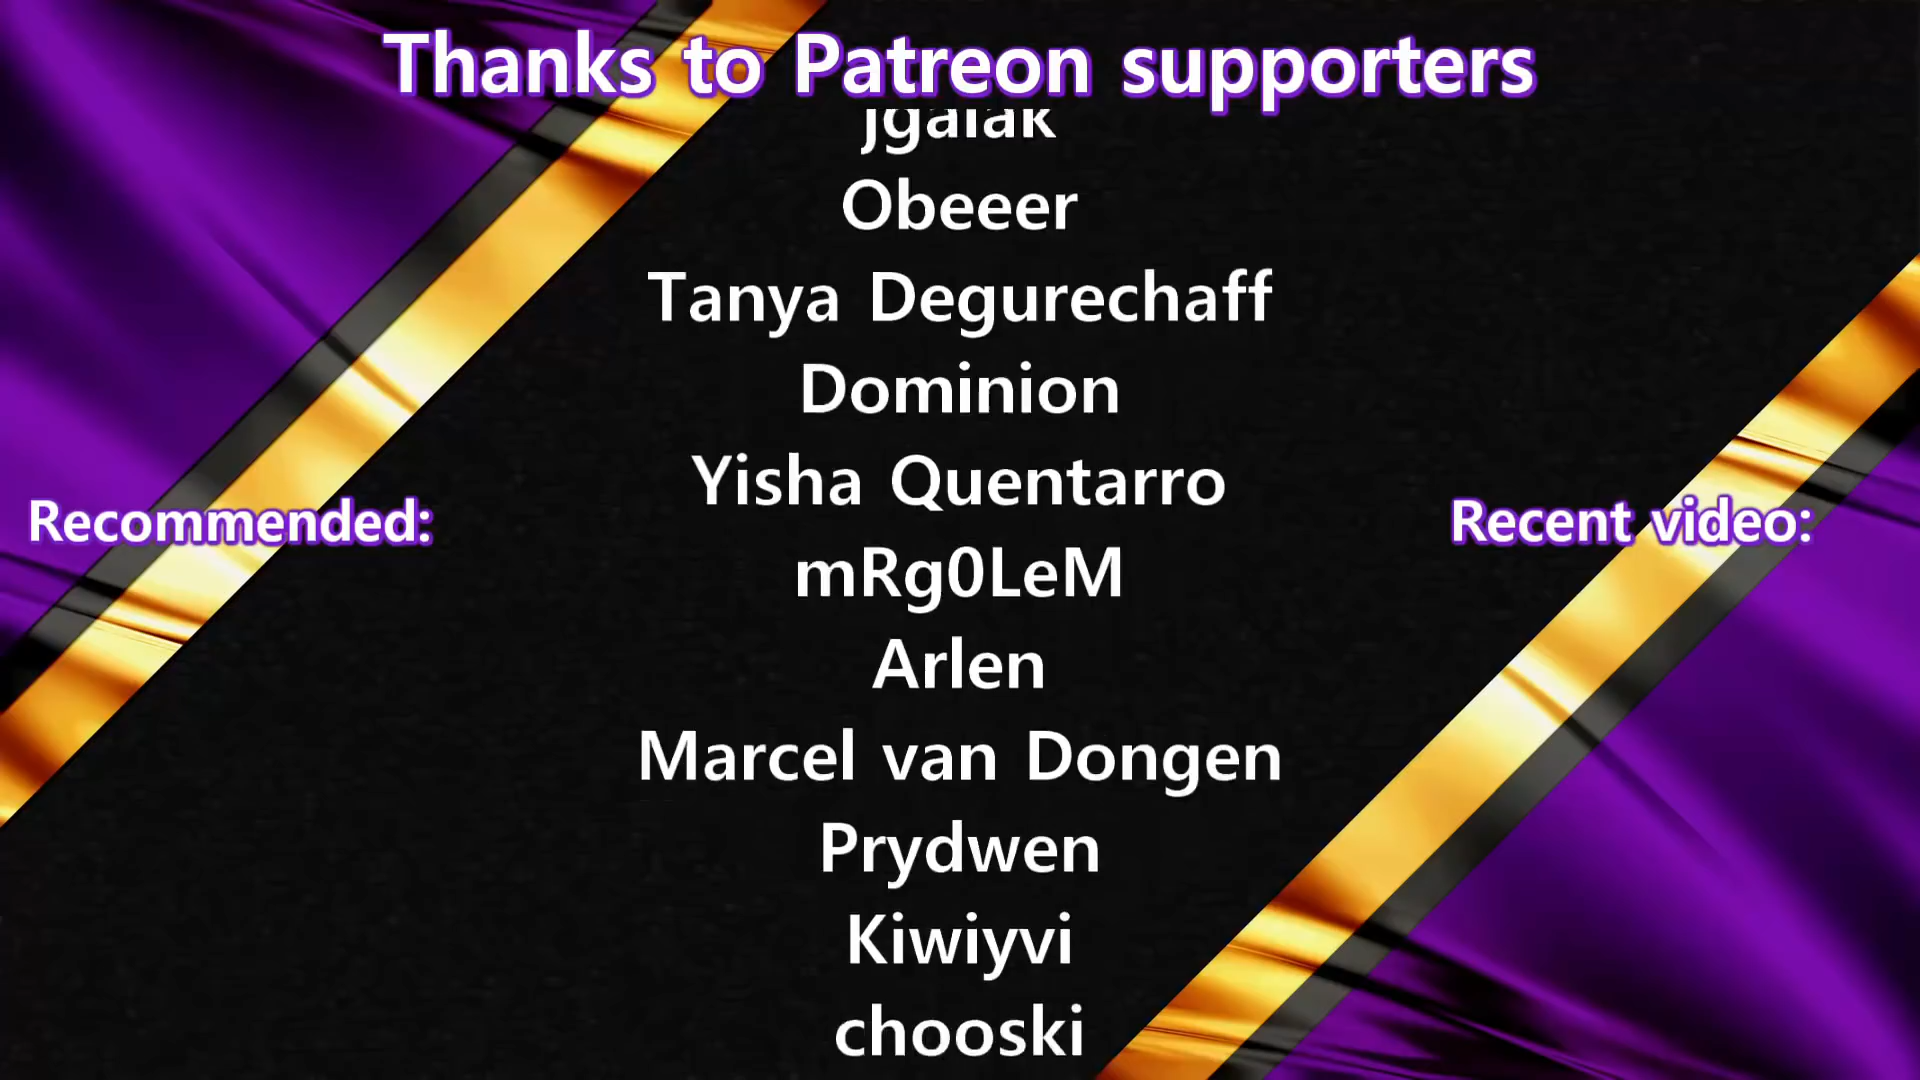 Thanks to Patreon supporters
Obeeer
Tanya Degurechaff
Dominion
Yisha Quentarro
Recommended:
Recent video:
mRg0LeM
Arlen
Marcel van Dongen
Prydwen
Kiwiyvi
chooski